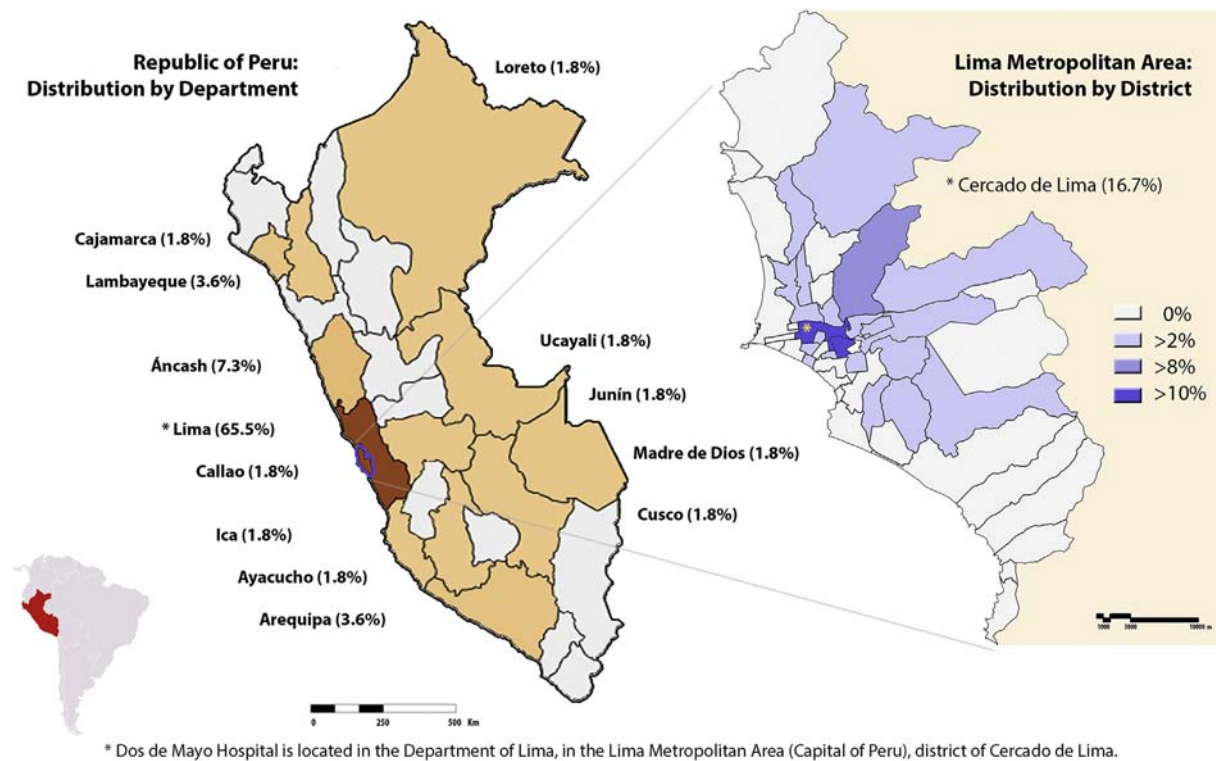 Republic of Peru:
Distribution by Department
Loreto (1.8%)
Cajamarca (1.8%)
Lambayeque (3.6%)
Áncash (7.3%)
* Lima (65.5%)
Callao (1.8%)
Ica (1.8%)
Ayacucho (1.8%)
Arequipa (3.6%)
Ucayali (1.8%)
Junín (1.8%)
Madre de Dios (1.8%)
Cusco (1.8%)
0 250 500 Km
Lima Metropolitan Area:
Distribution by District
* Cercado de Lima (16.7%)
*
0%
>2%
>8%
>10%
1000 5000 10000 m
* Dos de Mayo Hospital is located in the Department of Lima, in the Lima Metropolitan Area (Capital of Peru), district of Cercado de Lima.